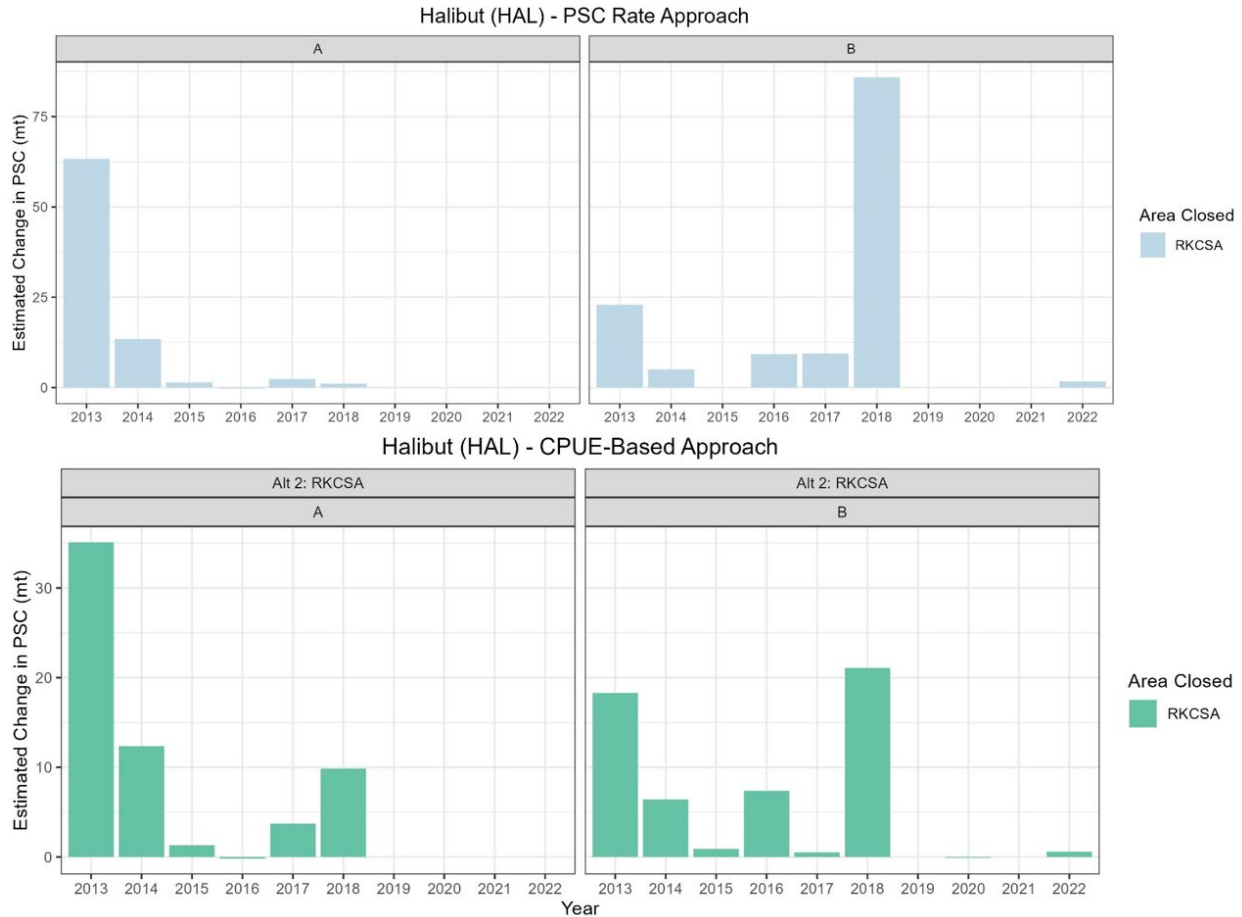 Halibut (HAL) - PSC Rate Approach
A
B
Estimated Change in PSC (mt)
75
50
25
0
2013 2014 2015 2016 2017 2018 2019 2020 2021 2022
2013 2014 2015 2016 2017 2018 2019 2020 2021 2022
Area Closed
RKCSA
Halibut (HAL) - CPUE-Based Approach
Alt 2: RKCSA
A
Alt 2: RKCSA
B
Estimated Change in PSC (mt)
30
20
10
0
2013 2014 2015 2016 2017 2018 2019 2020 2021 2022
2013 2014 2015 2016 2017 2018 2019 2020 2021 2022
Year
Area Closed
RKCSA